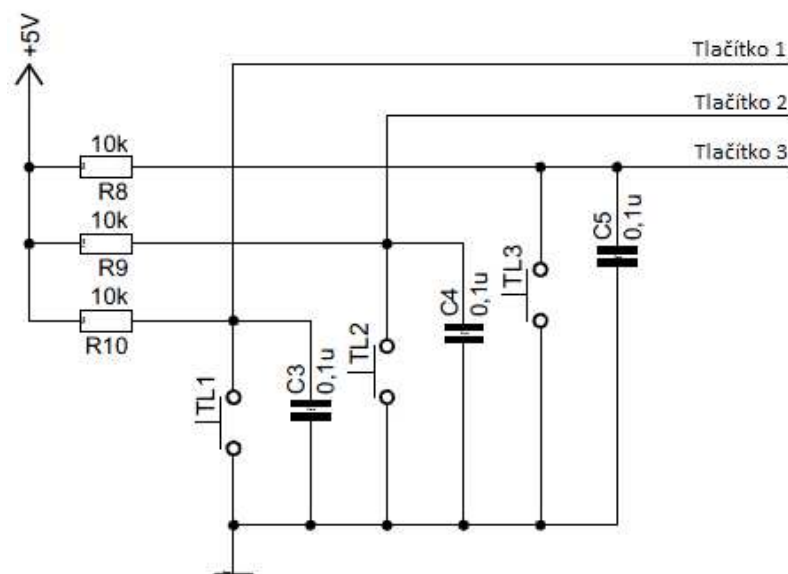 +5V
Tlačítko 1
Tlačítko 2
Tlačítko 3
10k
R8
10k
R9
10k
R10
TL1
C3
0,1u
TL2
C4
0,1u
TL3
C5
0,1u